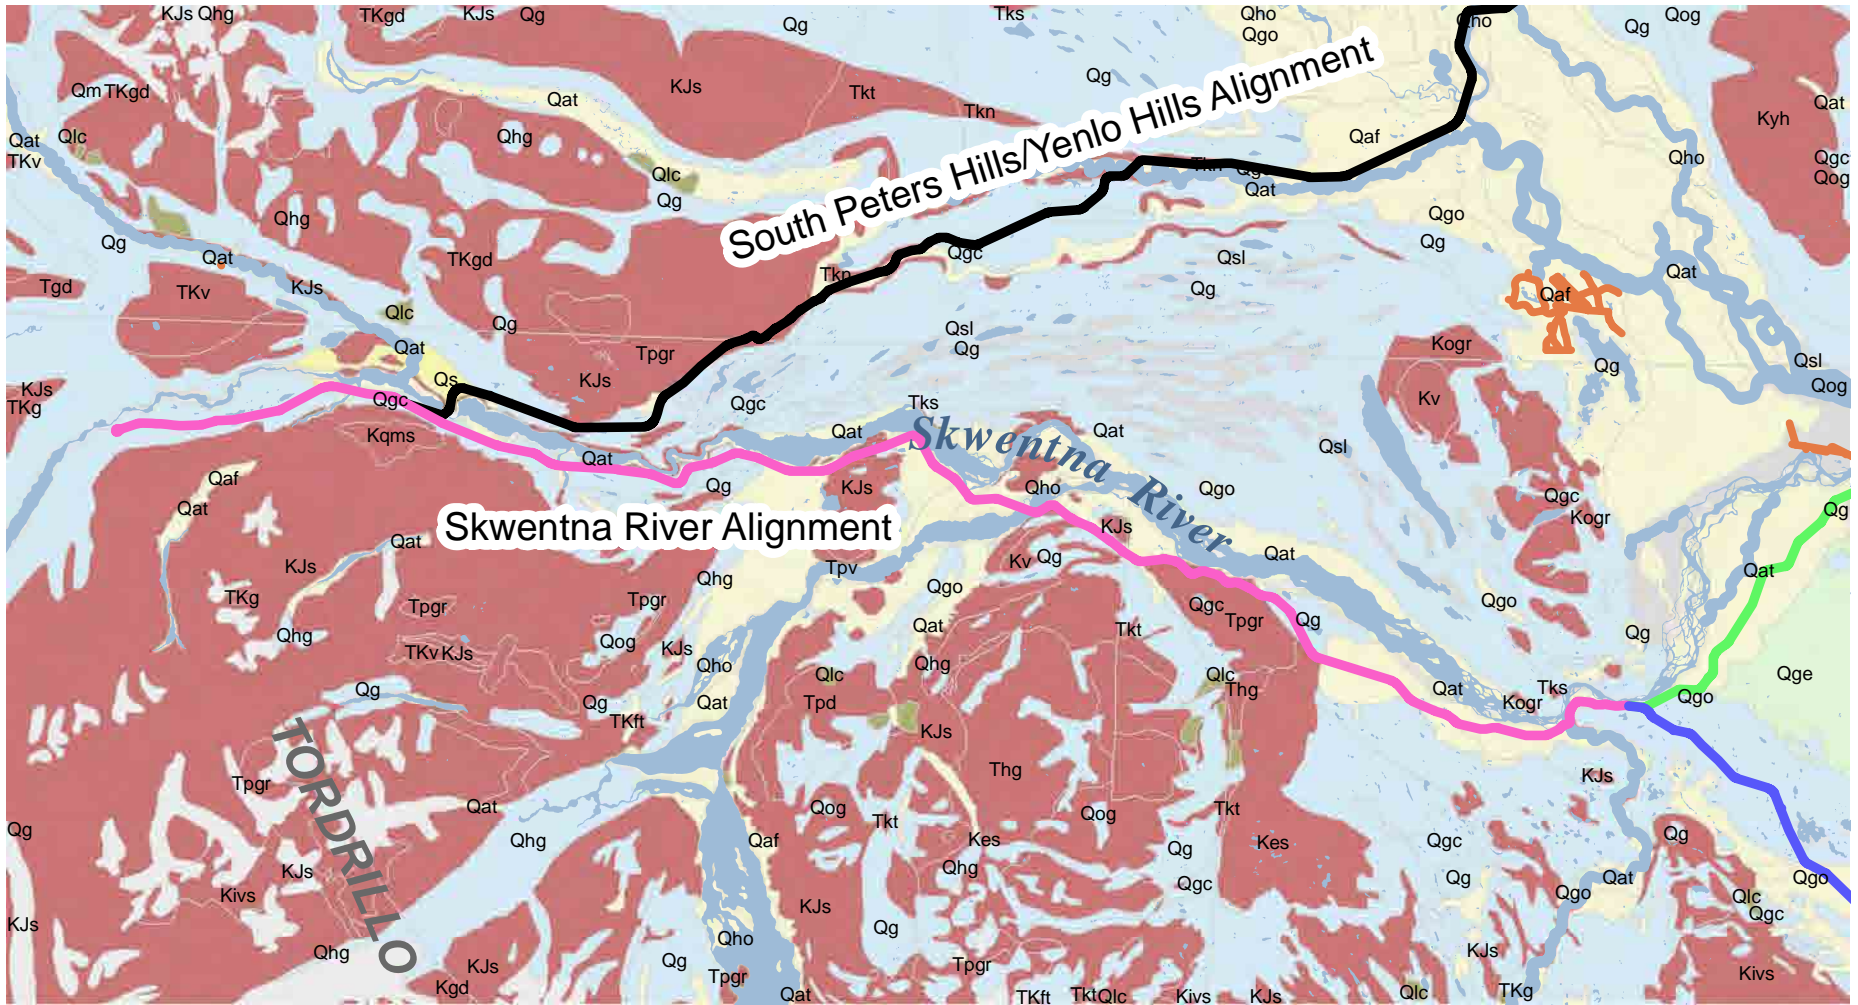 KJs Qhg
TKgd
KJs
Qg
Qg
Tks
Qho
Qgo
Qho
Qg
Qog
Qm
TKgd
Qat
KJs
Tkt
Tkn
Qg
Qat
Kyh
Qat
TKv
Qlc
Qhg
Qlc
Qg
Qaf
Qho
Qgc
Qog
South Peters Hills/Yenlo Hills Alignment
Tkn
Qat
Qhg
Qg
Qat
TKgd
Qgo
Qg
Qgc
Qsl
Qg
Tkn
Qat
Tgd
TKv
KJs
Qlc
Qg
Qaf
Qsl
Qg
Qat
Tpgr
Kogr
Qg
Qsl
Qog
KJs
TKg
Qs
KJs
Qgc
Qgc
Kv
Tks
Kqms
Qat
Qat
Qat
Qsl
Skwentna River
Qaf
Qat
Qg
KJs
Qho
Qgo
Qgc
Kogr
Qg
Skwentna River Alignment
KJs
Qat
KJs
Qat
Tpv
Kv
Qg
Qat
TKg
Tpgr
Tpgr
Qhg
Qgo
Qgc
Tpgr
Qg
Qgo
Qhg
TKv
KJs
Qog
KJs
Qat
Tkt
Qg
Qho
Qhg
Qlc
Qlc
Thg
Qge
Qg
Qg
TKft
Qat
Tpd
KJs
Qat
Kogr
Tks
Qgo
TORDRILLO
Tpgr
Qat
Thg
KJs
Qg
Qhg
Qaf
Qog
Tkt
Kes
Qog
Tkt
Kes
Qg
Qgc
Qg
KJs
Kivs
Qhg
Qgc
Qg
Qgo
Qat
Qgo
Qlc
Qgc
KJs
Qhg
KJs
Kgd
Qg
Qho
Tpgr
Qat
KJs
Qg
Tpgr
TKft
Tkt
Qlc
Kivs
KJs
Qlc
KJs
TKg
Kivs